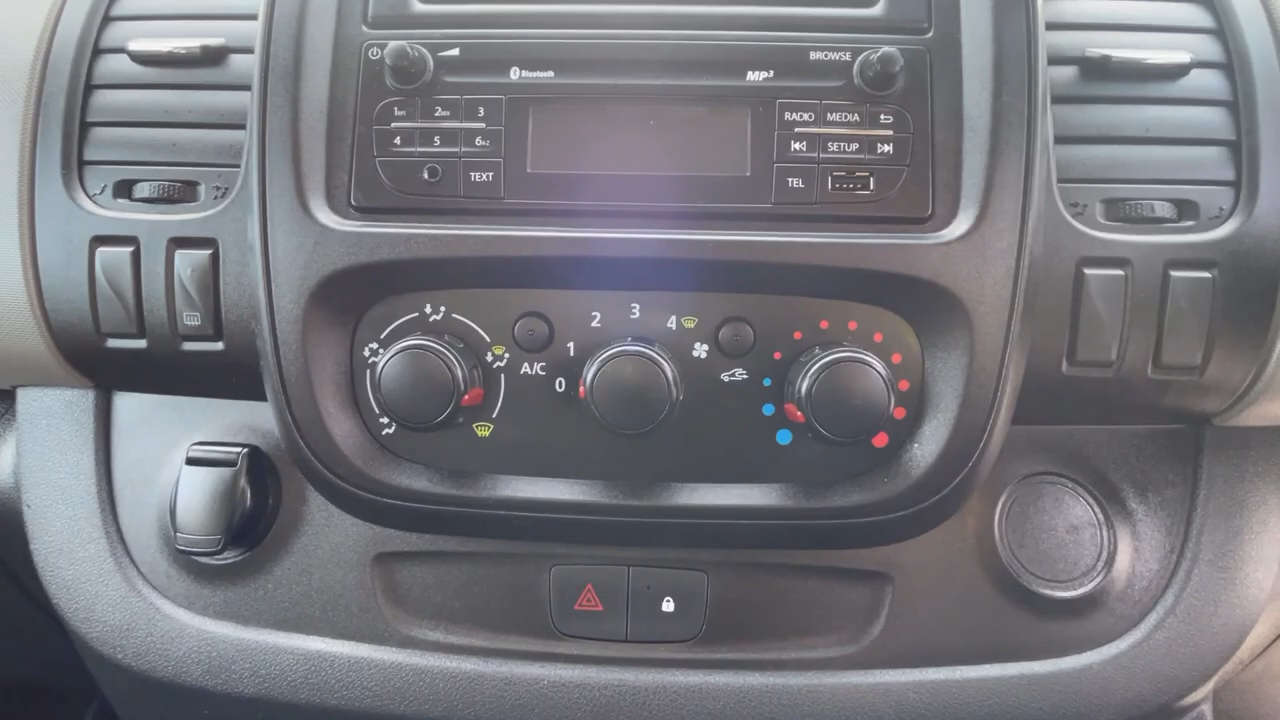 BROWSE
Bluetooth
MP3
1
2
3
RADIO
MEDIA
4
5
6
SETUP
TEXT
TEL
0
1
2
3
4
A/C